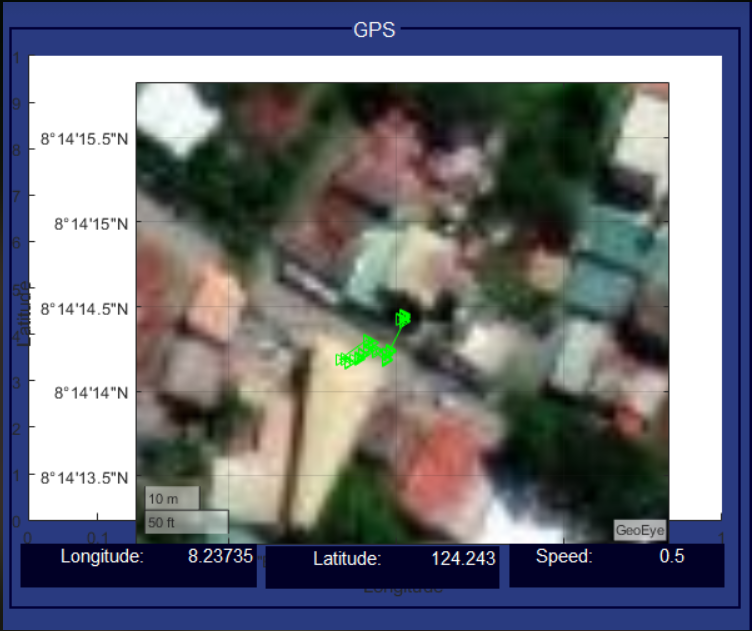 GPS
1
9
8
7
6
5
4
3
2
1
0
Latitude
8°14'15.5"N
8°14'15"N
8°14'14.5"N
8°14'14"N
8°14'13.5"N
10 m
50 ft
GeoEye
0
0.1
1
Longitude: 8.23735
Latitude: 124.243
Speed: 0.5
Longitude